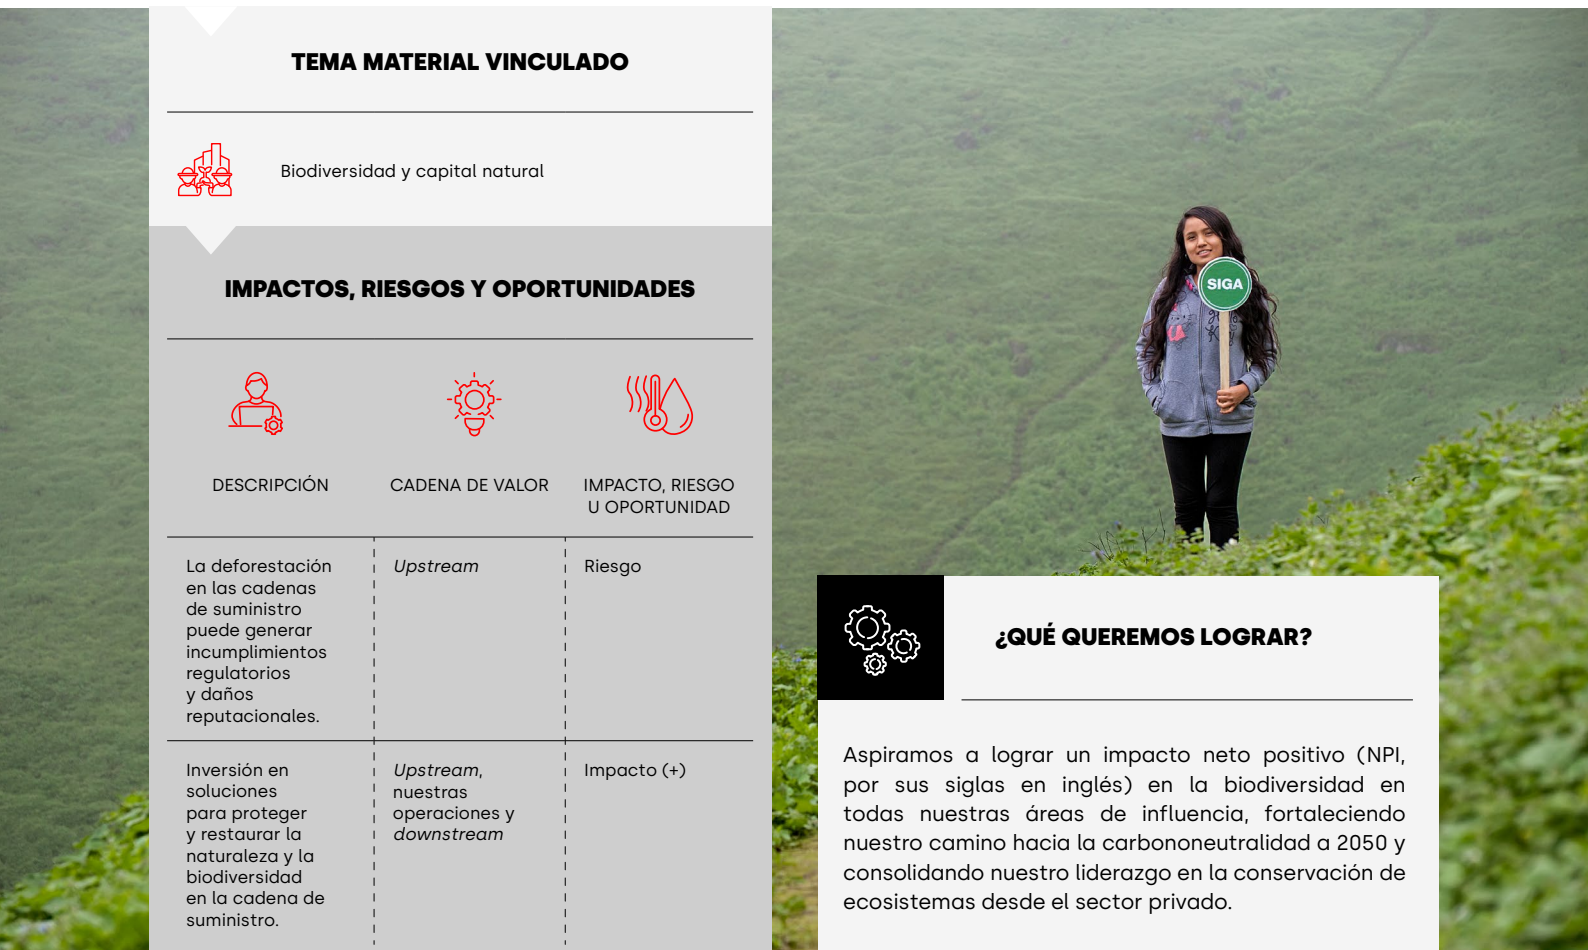 TEMA MATERIAL VINCULADO
Biodiversidad y capital natural
IMPACTOS, RIESGOS Y OPORTUNIDADES
DESCRIPCIÓN
CADENA DE VALOR
IMPACTO, RIESGO
U OPORTUNIDAD
La deforestación
en las cadenas
de suministro
puede generar
incumplimientos
regulatorios
y daños
reputacionales.
Upstream
Riesgo
Inversión en
soluciones
para proteger
y restaurar la
naturaleza y la
biodiversidad
en la cadena de
suministro.
Upstream,
nuestras
operaciones y
downstream
Impacto (+)
SIGA
¿QUÉ QUEREMOS LOGRAR?
Aspiramos a lograr un impacto neto positivo (NPI,
por sus siglas en inglés) en la biodiversidad en
todas nuestras áreas de influencia, fortaleciendo
nuestro camino hacia la carbononeutralidad a 2050 y
consolidando nuestro liderazgo en la conservación de
ecosistemas desde el sector privado.